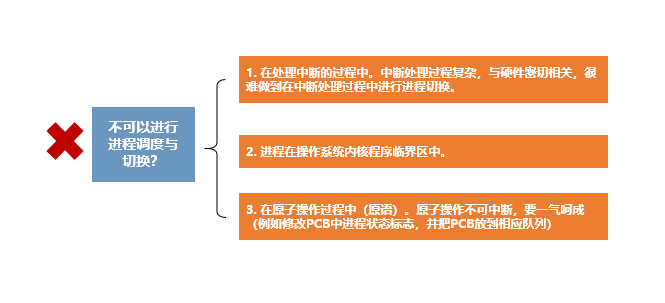 不可以进行
进程调度与
切换？
1. 在处理中断的过程中。中断处理过程复杂，与硬件密切相关，很
难做到在中断处理过程中进行进程切换。
2. 进程在操作系统内核程序临界区中。
3. 在原子操作过程中（原语）。原子操作不可中断，要一气呵成
（例如修改PCB中进程状态标志，并把PCB放到相应队列）